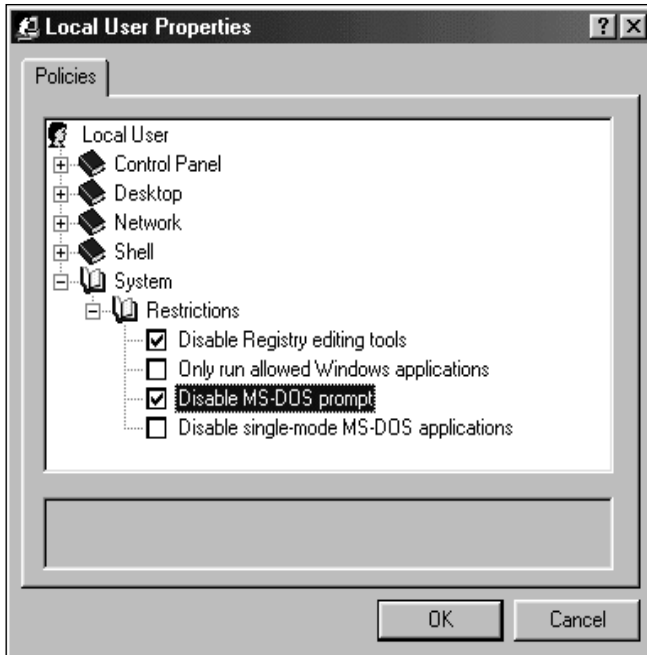 Local User Properties
Policies
Local User
Control Panel
Desktop
Network
Shell
System
Restrictions
Disable Registry editing tools
Only run allowed Windows applications
Disable MS-DOS prompt
Disable single-mode MS-DOS applications
OK Cancel